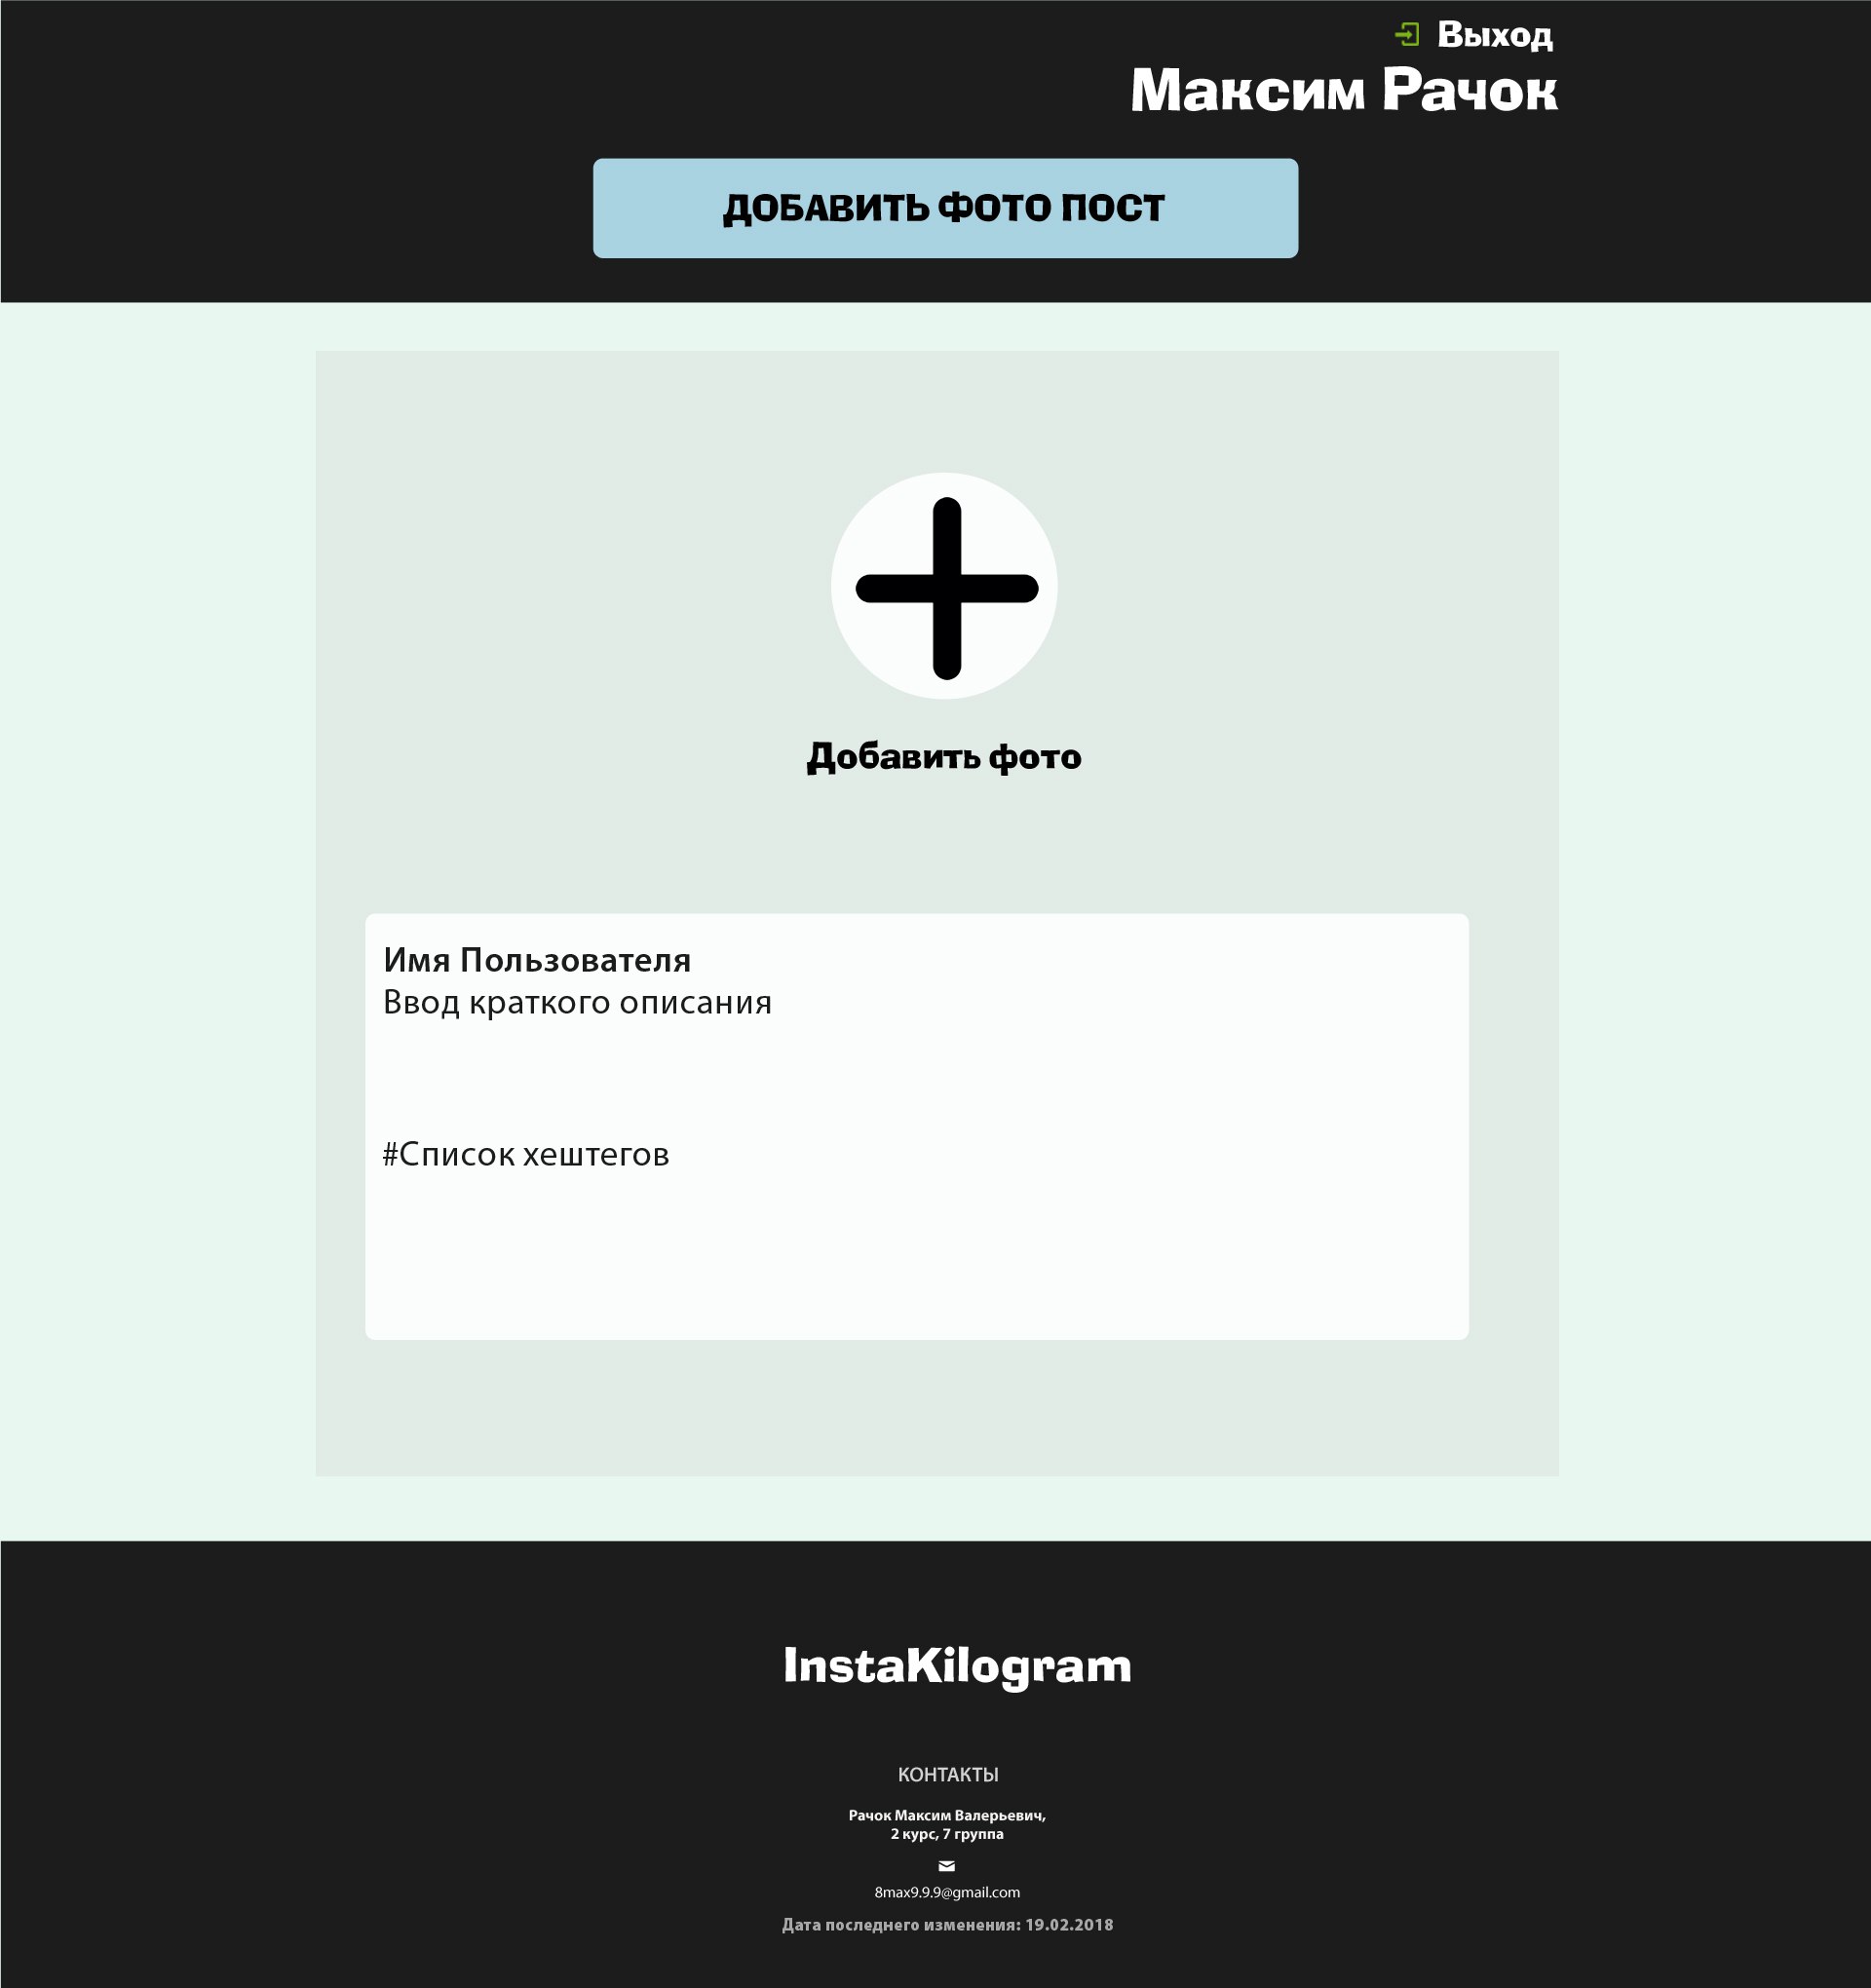 Выход
Максим Рачок
ДОБАВИТЬ ФОТО ПОСТ
Добавить фото
Имя Пользователя
Ввод краткого описания
#Список хештегов
InstaKilogram
КОНТАКТЫ
Рачок Максим Валерьевич,
2 курс, 7 группа
8max9.9.9@gmail.com
Дата последнего изменения: 19.02.2018